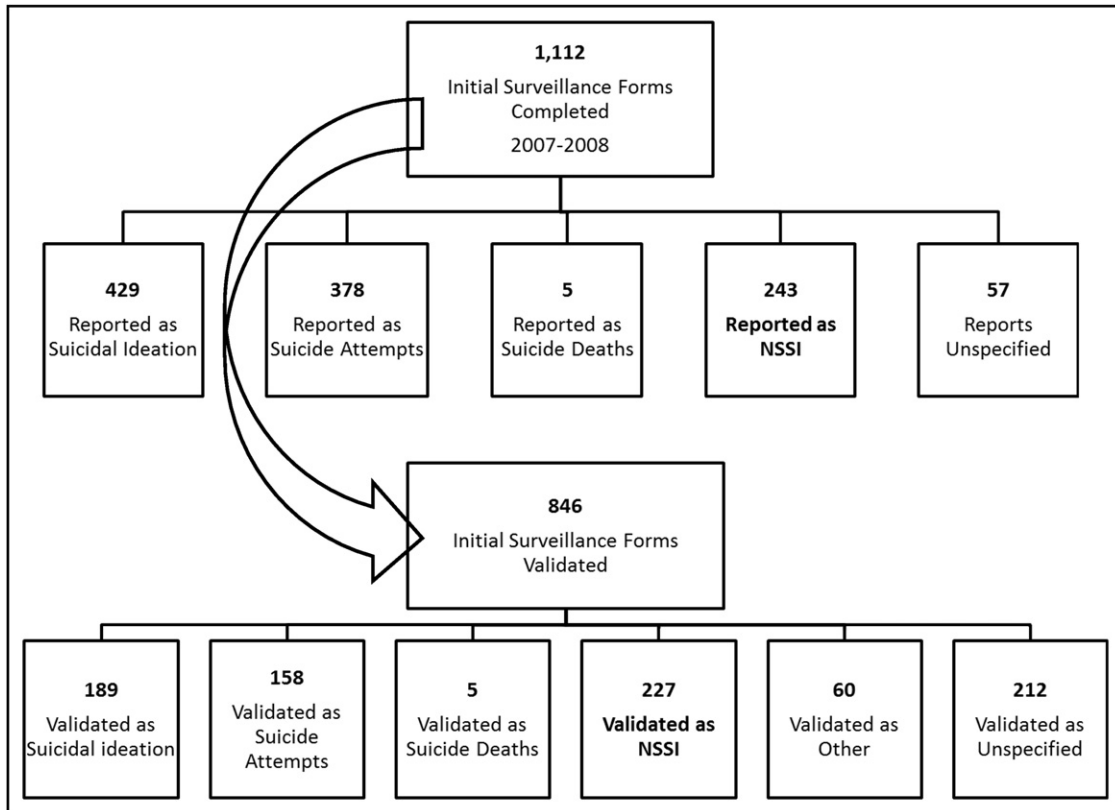 1,112
Initial Surveillance Forms
Completed
2007-2008
429
Reported as
Suicidal Ideation
378
Reported as
Suicide Attempts
5
Reported as
Suicide Deaths
243
Reported as
NSSI
57
Reports
Unspecified
846
Initial Surveillance Forms
Validated
189
Validated as
Suicidal ideation
158
Validated as
Suicide
Attempts
5
Validated as
Suicide Deaths
227
Validated as
NSSI
60
Validated as
Other
212
Validated as
Unspecified